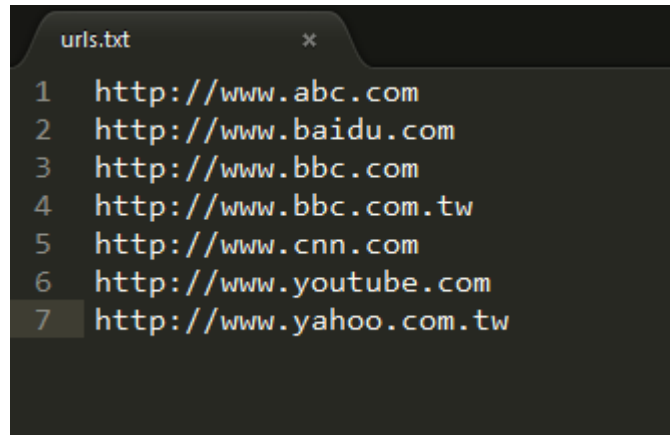 urls.txt ×
1 http://www.abc.com
2 http://www.baidu.com
3 http://www.bbc.com
4 http://www.bbc.com.tw
5 http://www.cnn.com
6 http://www.youtube.com
7 http://www.yahoo.com.tw